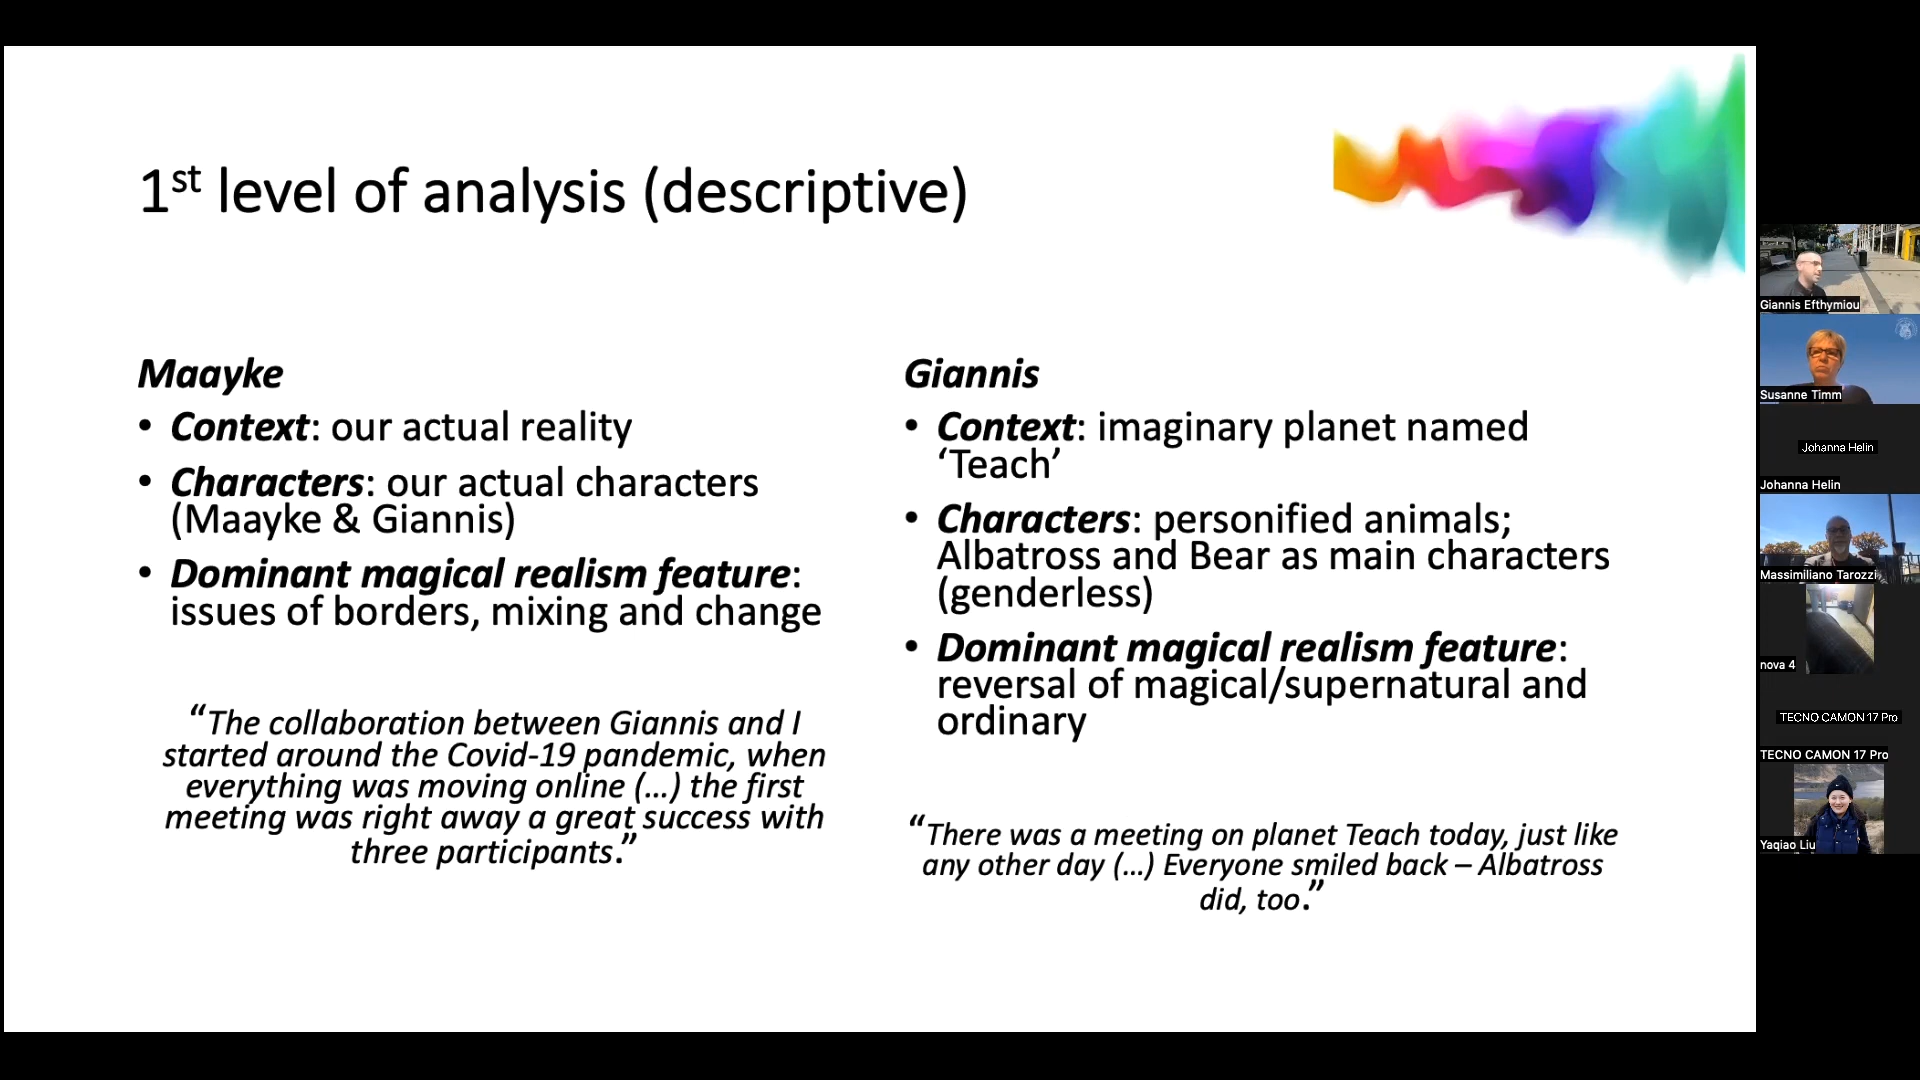 1st level of analysis (descriptive)
Maayke
• Context: our actual reality
• Characters: our actual characters
(Maayke & Giannis)
• Dominant magical realism feature:
issues of borders, mixing and change
“The collaboration between Giannis and I
started around the Covid-19 pandemic, when
everything was moving online (…) the first
meeting was right away a great success with
three participants.”
Giannis
• Context: imaginary planet named
‘Teach’
• Characters: personified animals;
Albatross and Bear as main characters
(genderless)
• Dominant magical realism feature:
reversal of magical/supernatural and
ordinary
“There was a meeting on planet Teach today, just like
any other day (…) Everyone smiled back – Albatross
did, too.”
Giannis Efthymiou
Susanne Timm
Johanna Helin
Johanna Helin
Massimiliano Tarozzi
nova 4
TECNO CAMON 17 Pro
TECNO CAMON 17 Pro
Yaqiao Liu